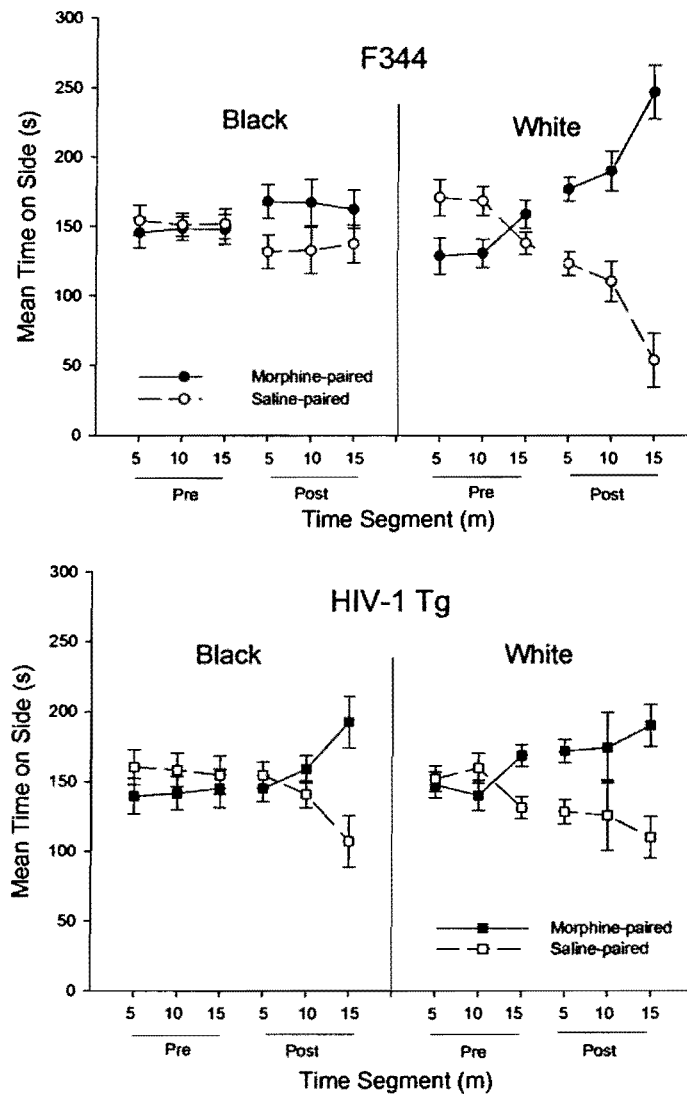 F344
Black
White
Mean Time on Side (s)
300
250
200
150
100
50
0
Morphine-paired
Saline-paired
5 10 15 5 10 15 5 10 15 5 10 15
Pre Post Pre Post
Time Segment (m)
HIV-1 Tg
Black
White
Mean Time on Side (s)
300
250
200
150
100
50
0
Morphine-paired
Saline-paired
5 10 15 5 10 15 5 10 15 5 10 15
Pre Post Pre Post
Time Segment (m)